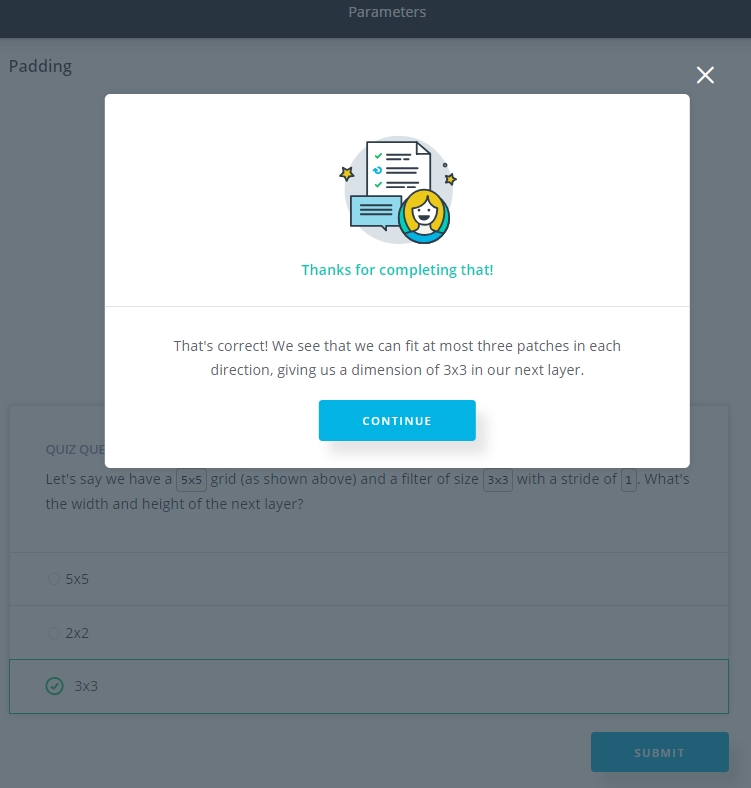 Parameters
Padding
Thanks for completing that!
That's correct! We see that we can fit at most three patches in each
direction, giving us a dimension of 3x3 in our next layer.
CONTINUE
QUIZ QUE
Let's say we have a 5x5 grid (as shown above) and a filter of size 3x3 with a stride of 1. What's
the width and height of the next layer?
5x5
2x2
3x3
SUBMIT